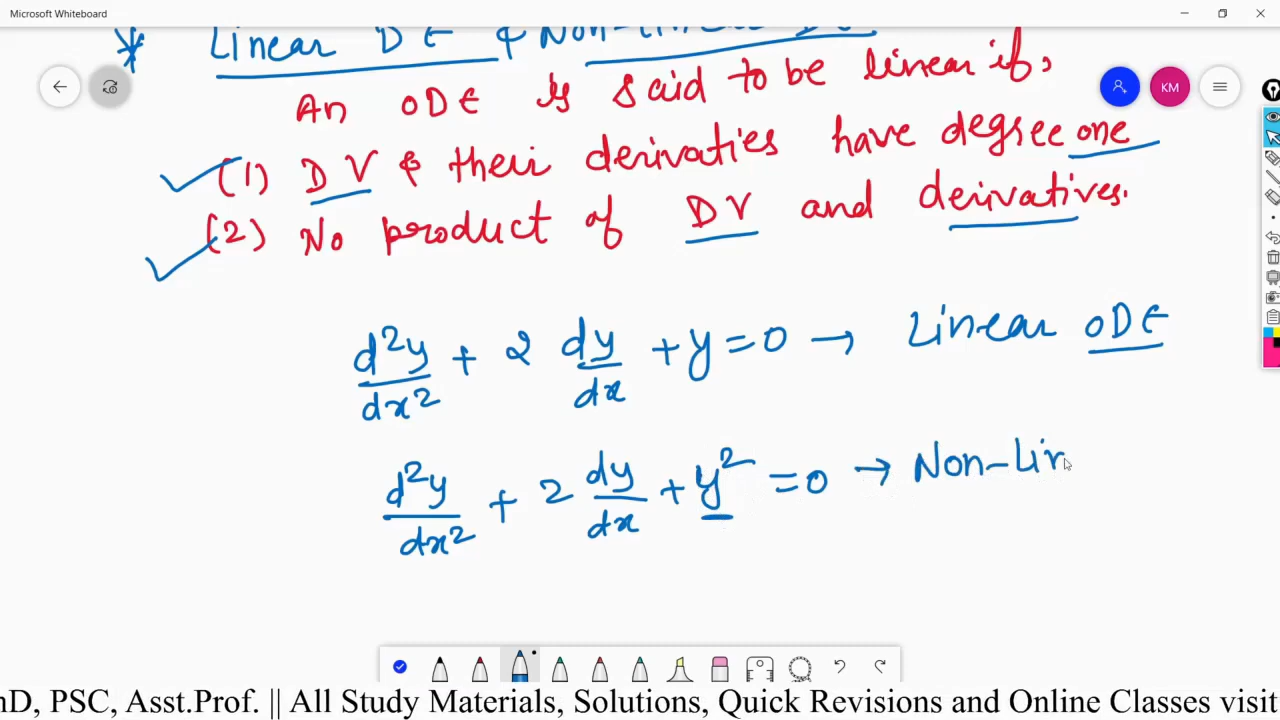 Microsoft Whiteboard
* Linear DE & Non-Linear DE
An ODE is said to be linear if,
KM
(1) DV & their derivaties have degree one
(2) No product of DV and derivatives.
d²y/dx² + 2 dy/dx + y = 0 → Linear ODE
d²y/dx² + 2 dy/dx + y² = 0 → Non-Lin
nD, PSC, Asst.Prof. || All Study Materials, Solutions, Quick Revisions and Online Classes visit